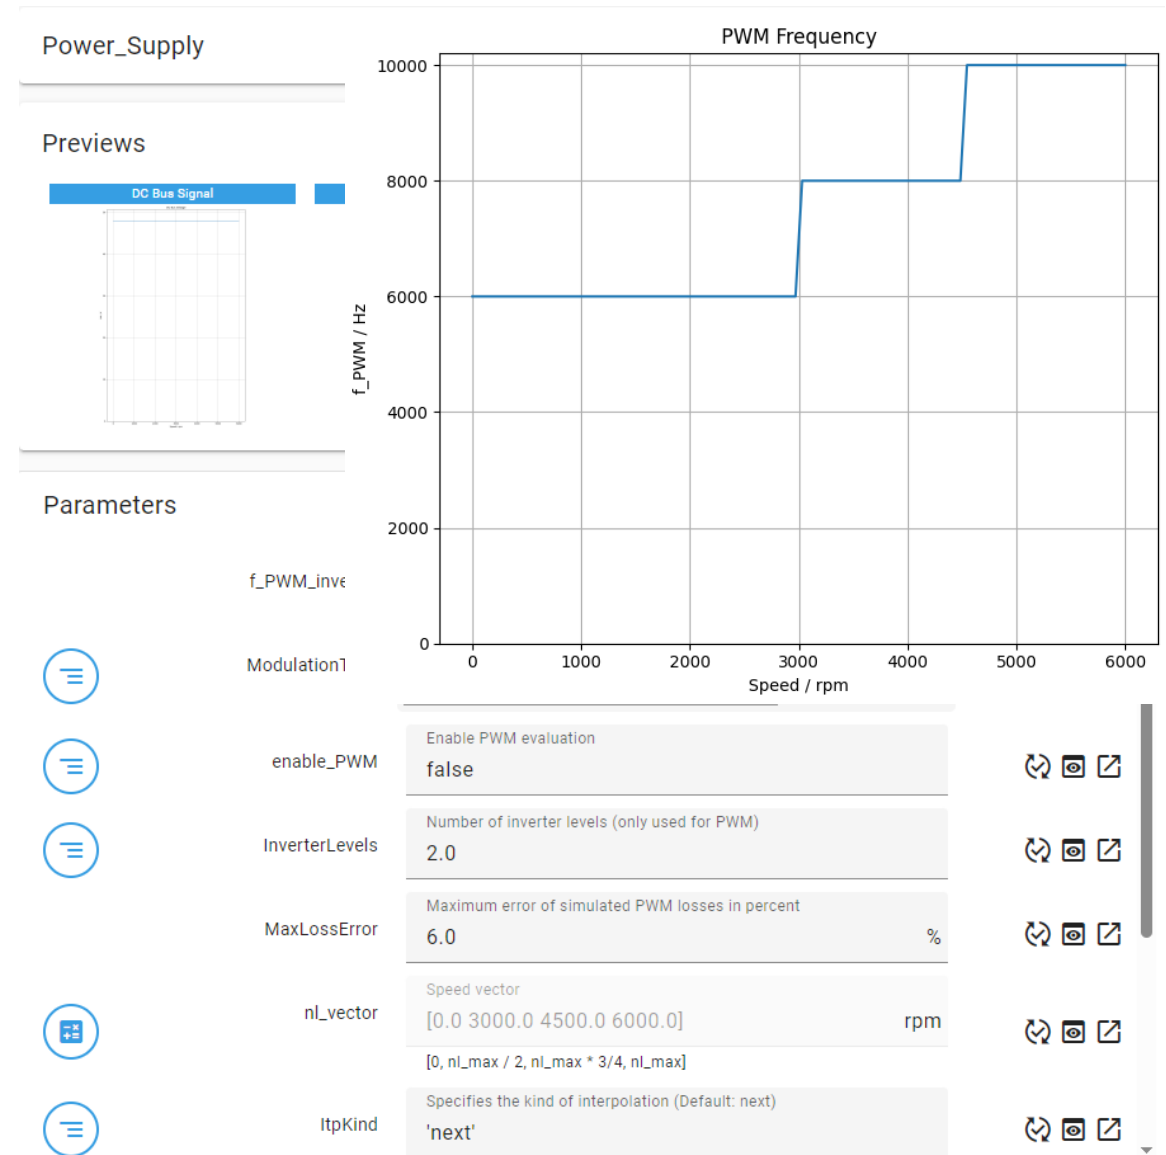 Power_Supply
Previews
DC Bus Signal
PWM Frequency
10000
8000
6000
4000
2000
0
f_PWM / Hz
0 1000 2000 3000 4000 5000 6000
Speed / rpm
Parameters
f_PWM_inve
ModulationT
Enable PWM evaluation
enable_PWM
false
Number of inverter levels (only used for PWM)
InverterLevels
2.0
Maximum error of simulated PWM losses in percent
MaxLossError
6.0 %
Speed vector
nl_vector
[0.0 3000.0 4500.0 6000.0] rpm
[0, nl_max / 2, nl_max * 3/4, nl_max]
Specifies the kind of interpolation (Default: next)
ItpKind
'next'